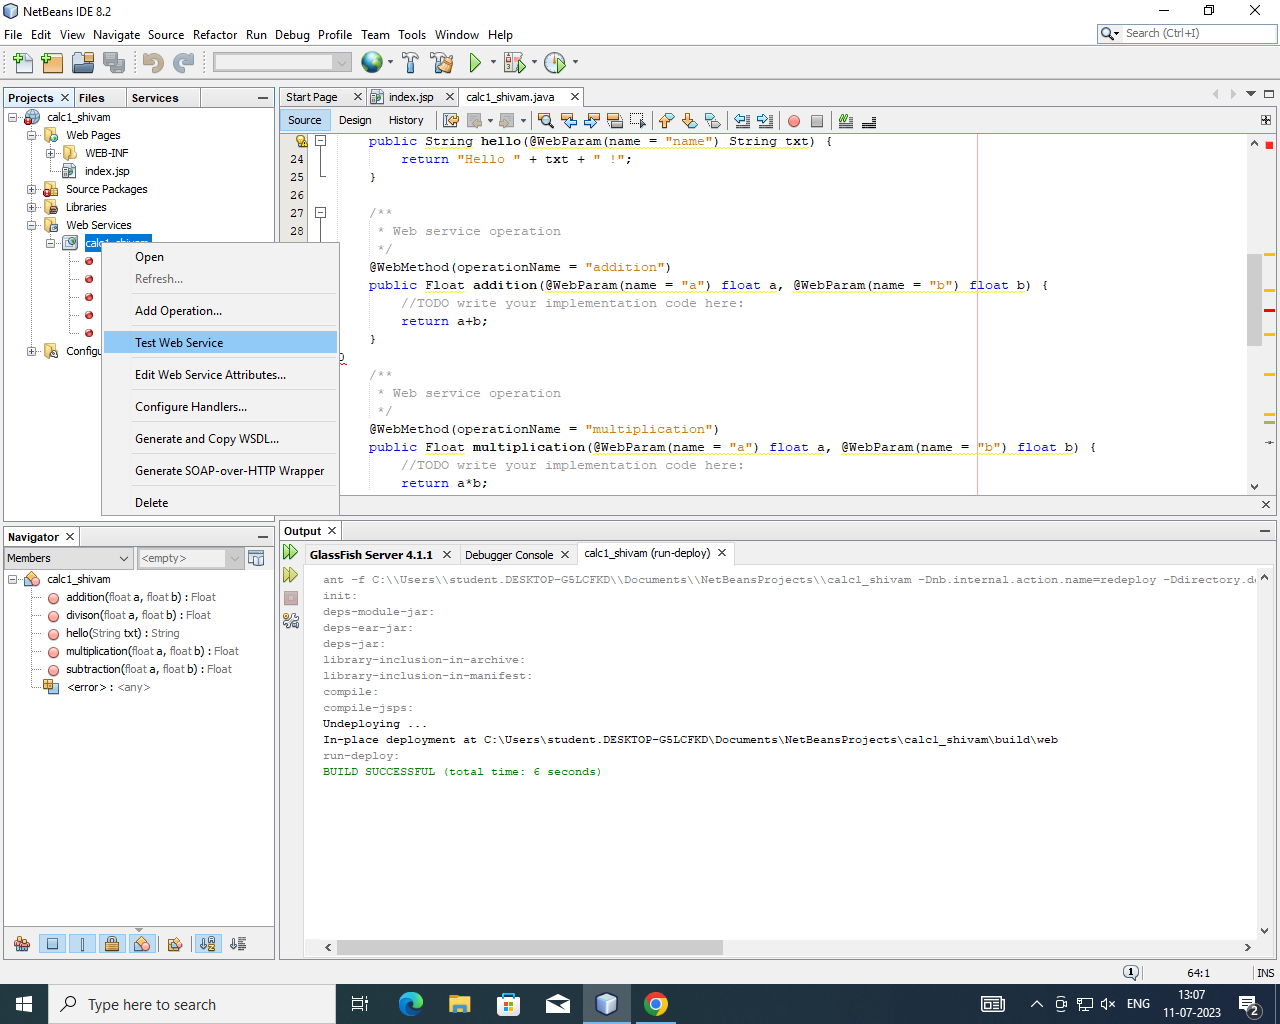 NetBeans IDE 8.2
File Edit View Navigate Source Refactor Run Debug Profile Team Tools Window Help
Search (Ctrl+I)
Projects Files Services
calc1_shivam
Web Pages
WEB-INF
index.jsp
Source Packages
Libraries
Web Services
calc1_shivam
Open
Refresh...
Add Operation...
Test Web Service
Edit Web Service Attributes...
Configure Handlers...
Generate and Copy WSDL...
Generate SOAP-over-HTTP Wrapper
Delete
Start Page index.jsp calc1_shivam.java
Source Design History
public String hello(@WebParam(name = "name") String txt) {
24 return "Hello " + txt + " !";
25 }
26
27 /**
28 * Web service operation
*/
@WebMethod(operationName = "addition")
public Float addition(@WebParam(name = "a") float a, @WebParam(name = "b") float b) {
//TODO write your implementation code here:
return a+b;
}
/**
* Web service operation
*/
@WebMethod(operationName = "multiplication")
public Float multiplication(@WebParam(name = "a") float a, @WebParam(name = "b") float b) {
//TODO write your implementation code here:
return a*b;
Navigator
Members <empty>
calc1_shivam
addition(float a, float b) : Float
divison(float a, float b) : Float
hello(String txt) : String
multiplication(float a, float b) : Float
subtraction(float a, float b) : Float
<error> : <any>
Output
GlassFish Server 4.1.1 Debugger Console calc1_shivam (run-deploy)
ant -f C:\\Users\\student.DESKTOP-G5LCFKD\\Documents\\NetBeansProjects\\calc1_shivam -Dnb.internal.action.name=redeploy -Ddirectory.de
init:
deps-module-jar:
deps-ear-jar:
deps-jar:
library-inclusion-in-archive:
library-inclusion-in-manifest:
compile:
compile-jsps:
Undeploying ...
In-place deployment at C:\Users\student.DESKTOP-G5LCFKD\Documents\NetBeansProjects\calc1_shivam\build\web
run-deploy:
BUILD SUCCESSFUL (total time: 6 seconds)
1 64:1 INS
Type here to search
ENG
13:07
11-07-2023
2